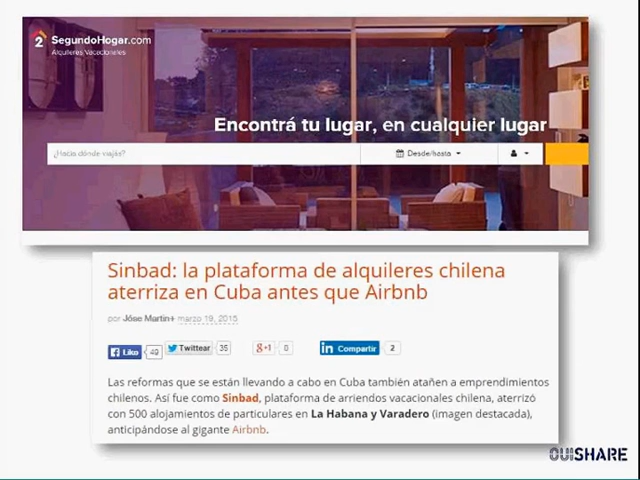 2 SegundoHogar.com
Alquileres Vacacionales
Encontrá tu lugar, en cualquier lugar
¿Hacia dónde viajás? Desde/hasta
Sinbad: la plataforma de alquileres chilena
aterriza en Cuba antes que Airbnb
por Jóse Martin+ marzo 19, 2015
Like 49 Twittear 35 g+1 0 in Compartir 2
Las reformas que se están llevando a cabo en Cuba también atañen a emprendimientos
chilenos. Así fue como Sinbad, plataforma de arriendos vacacionales chilena, aterrizó
con 500 alojamientos de particulares en La Habana y Varadero (imagen destacada),
anticipándose al gigante Airbnb.
OUISHARE